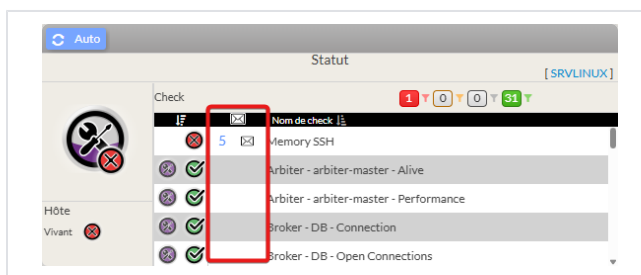 Auto
Statut
[ SRVLINUX ]
Check
1 0 0 31
Nom de check
5 Memory SSH
Arbiter - arbiter-master - Alive
Arbiter - arbiter-master - Performance
Broker - DB - Connection
Broker - DB - Open Connections
Hôte
Vivant